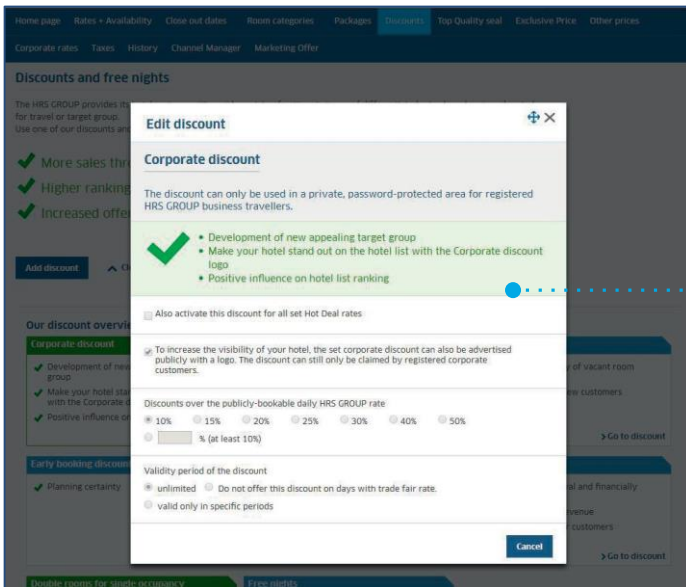 Home page Rates + Availability Close out dates Room categories Packages Discounts Top Quality seal Exclusive Price Other prices
Corporate rates Taxes History Channel Manager Marketing Offer
Discounts and free nights
The HRS GROUP provides its
for travel or target group.
Use one of our discounts and
More sales thr
Higher ranking
Increased offe
Add discount
Edit discount
Corporate discount
The discount can only be used in a private, password-protected area for registered
HRS GROUP business travellers.
• Development of new appealing target group
• Make your hotel stand out on the hotel list with the Corporate discount
logo
• Positive influence on hotel list ranking
Also activate this discount for all set Hot Deal rates
To increase the visibility of your hotel, the set corporate discount can also be advertised
publicly with a logo. The discount can still only be claimed by registered corporate
customers.
Discounts over the publicly-bookable daily HRS GROUP rate
10% 15% 20% 25% 30% 40% 50%
% (at least 10%)
Validity period of the discount
unlimited Do not offer this discount on days with trade fair rate.
valid only in specific periods
Cancel
Our discount overvie
Corporate discount
Development of new
group
Make your hotel star
with the Corporate d
Positive influence or
y of vacant room
ew customers
> Go to discount
Early booking discoun
Planning certainty
al and financially
venue
customers
> Go to discount
Double rooms for single occupancy Free nights